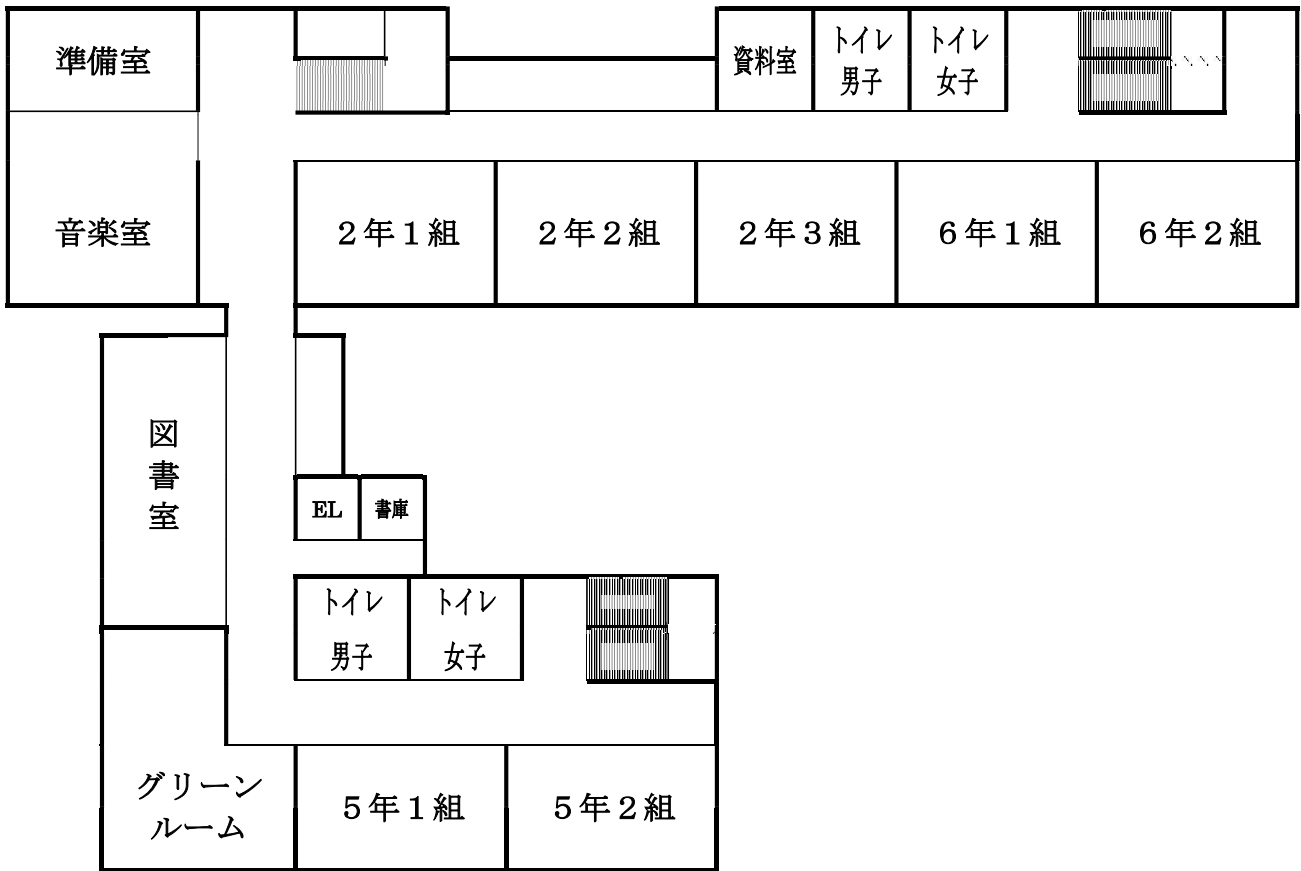 準備室
資料室
トイレ
男子
トイレ
女子
音楽室
2年1組
2年2組
2年3組
6年1組
6年2組
図書室
EL
書庫
トイレ
男子
トイレ
女子
グリーン
ルーム
5年1組
5年2組